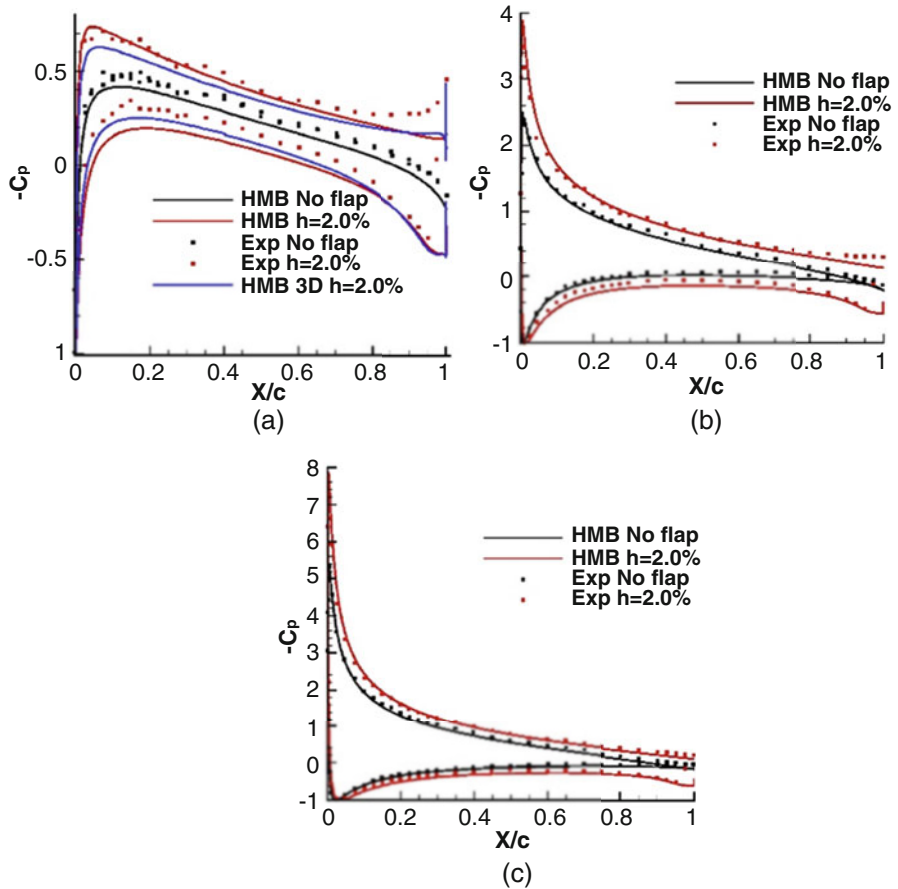 (a)
-Cp
0.5
0
-0.5
1
0
0.2
0.4
0.6
0.8
1
X/c
HMB No flap
HMB h=2.0%
Exp No flap
Exp h=2.0%
HMB 3D h=2.0%
(a)
(b)
-Cp
4
3
2
1
0
-1
0
0.2
0.4
0.6
0.8
1
X/c
HMB No flap
HMB h=2.0%
Exp No flap
Exp h=2.0%
(b)
-Cp
8
7
6
5
4
3
2
1
0
-1
0
0.2
0.4
0.6
0.8
1
X/c
HMB No flap
HMB h=2.0%
Exp No flap
Exp h=2.0%
(c)